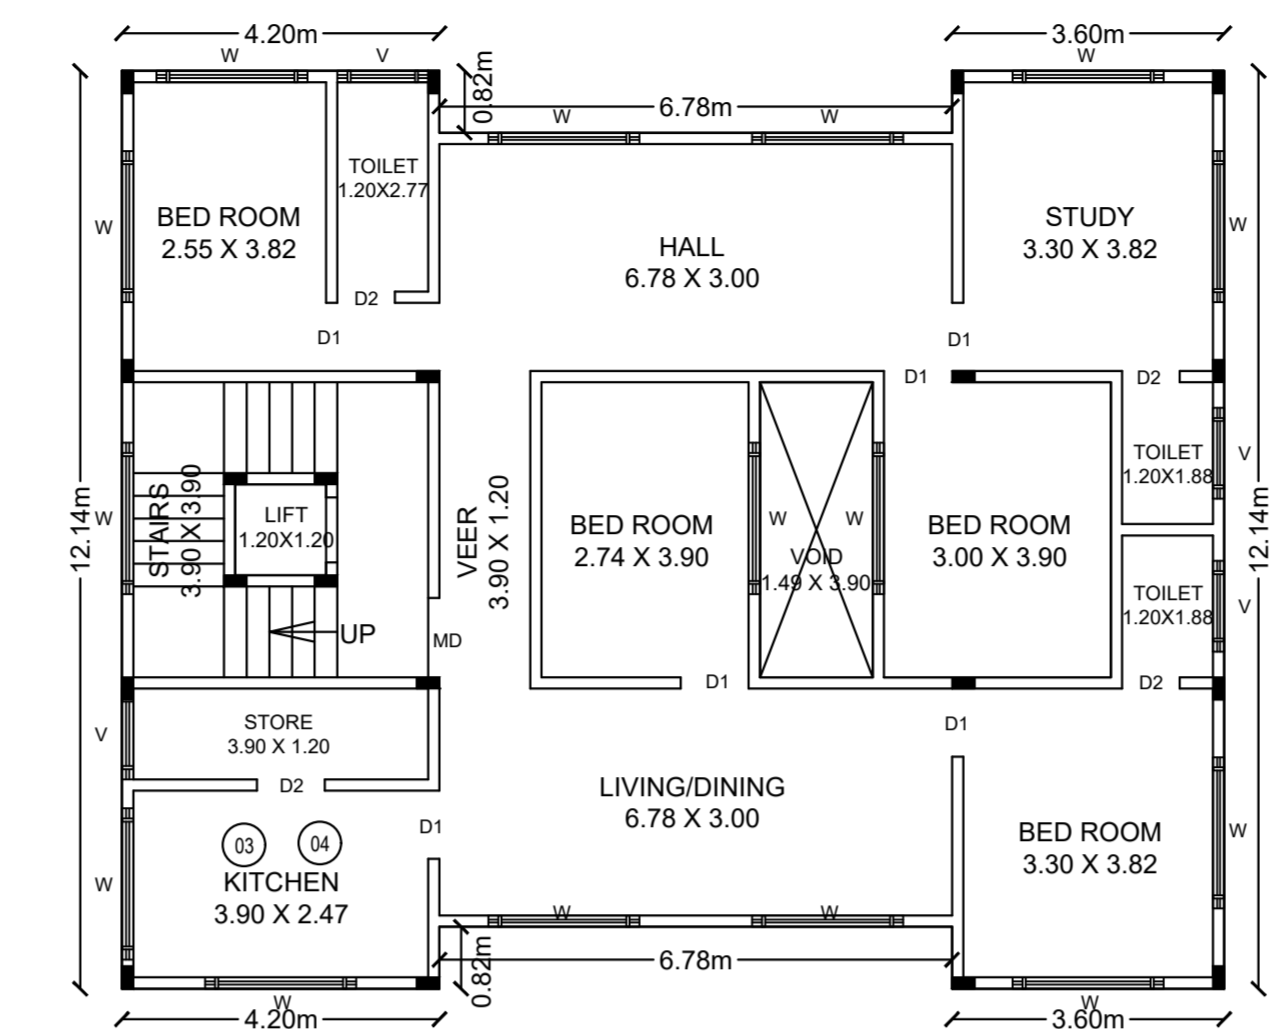 4.20m
3.60m
W
V
W
0.82m
6.78m
W
W
TOILET
1.20X2.77
BED ROOM
2.55 X 3.82
STUDY
3.30 X 3.82
W
W
HALL
6.78 X 3.00
D2
D1
D1
D1
D2
TOILET
1.20X1.88
V
12.14m
W
STAIRS
3.90 X 3.90
LIFT
1.20X1.20
VEER
3.90 X 1.20
BED ROOM
2.74 X 3.90
W
W
VOID
1.49 X 3.90
BED ROOM
3.00 X 3.90
12.14m
TOILET
1.20X1.88
V
UP
MD
D1
D2
STORE
3.90 X 1.20
V
D1
D2
LIVING/DINING
6.78 X 3.00
D1
03
04
KITCHEN
3.90 X 2.47
W
BED ROOM
3.30 X 3.82
W
W
W
0.82m
6.78m
W
W
4.20m
3.60m